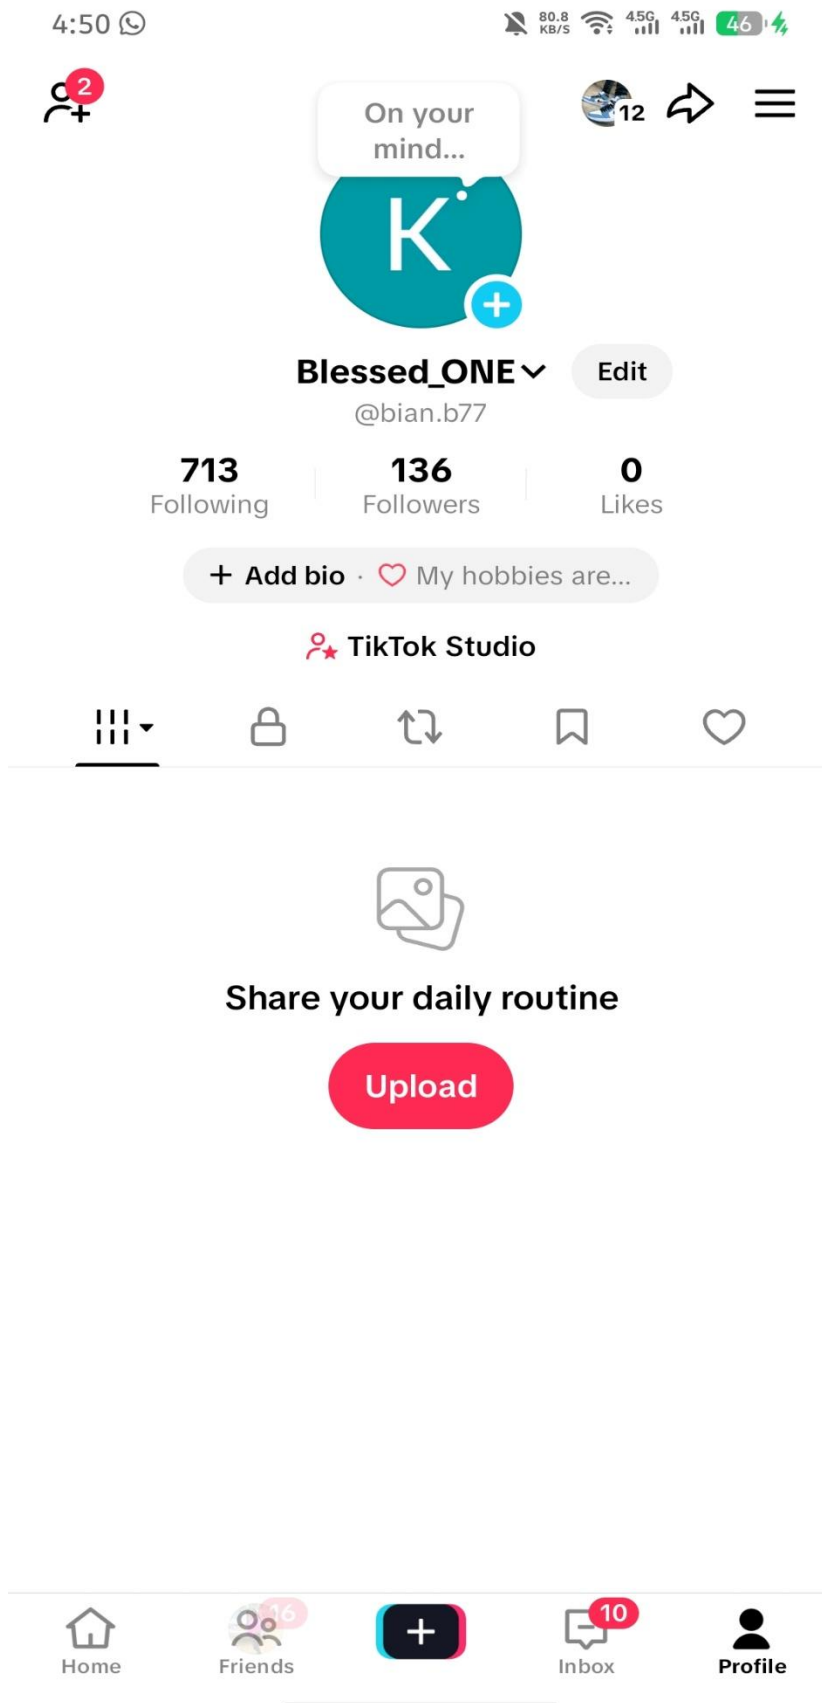 4:50
80.8
KB/S
4.5G
4.5G
46
2
On your
mind...
12
K
Blessed_ONE
Edit
@bian.b77
713
Following
136
Followers
0
Likes
+ Add bio · My hobbies are...
TikTok Studio
Share your daily routine
Upload
Home
16
Friends
10
Inbox
Profile